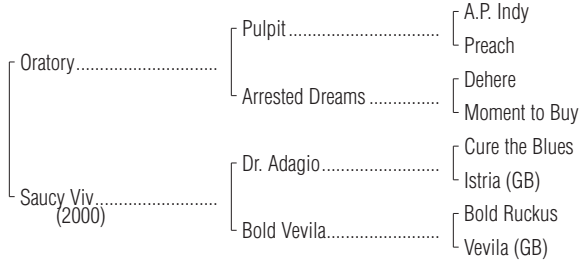 A.P. Indy
Pulpit
Preach
Oratory
Dehere
Arrested Dreams
Moment to Buy
Cure the Blues
Dr. Adagio
Istria (GB)
Saucy Viv
(2000)
Bold Ruckus
Bold Vevila
Vevila (GB)